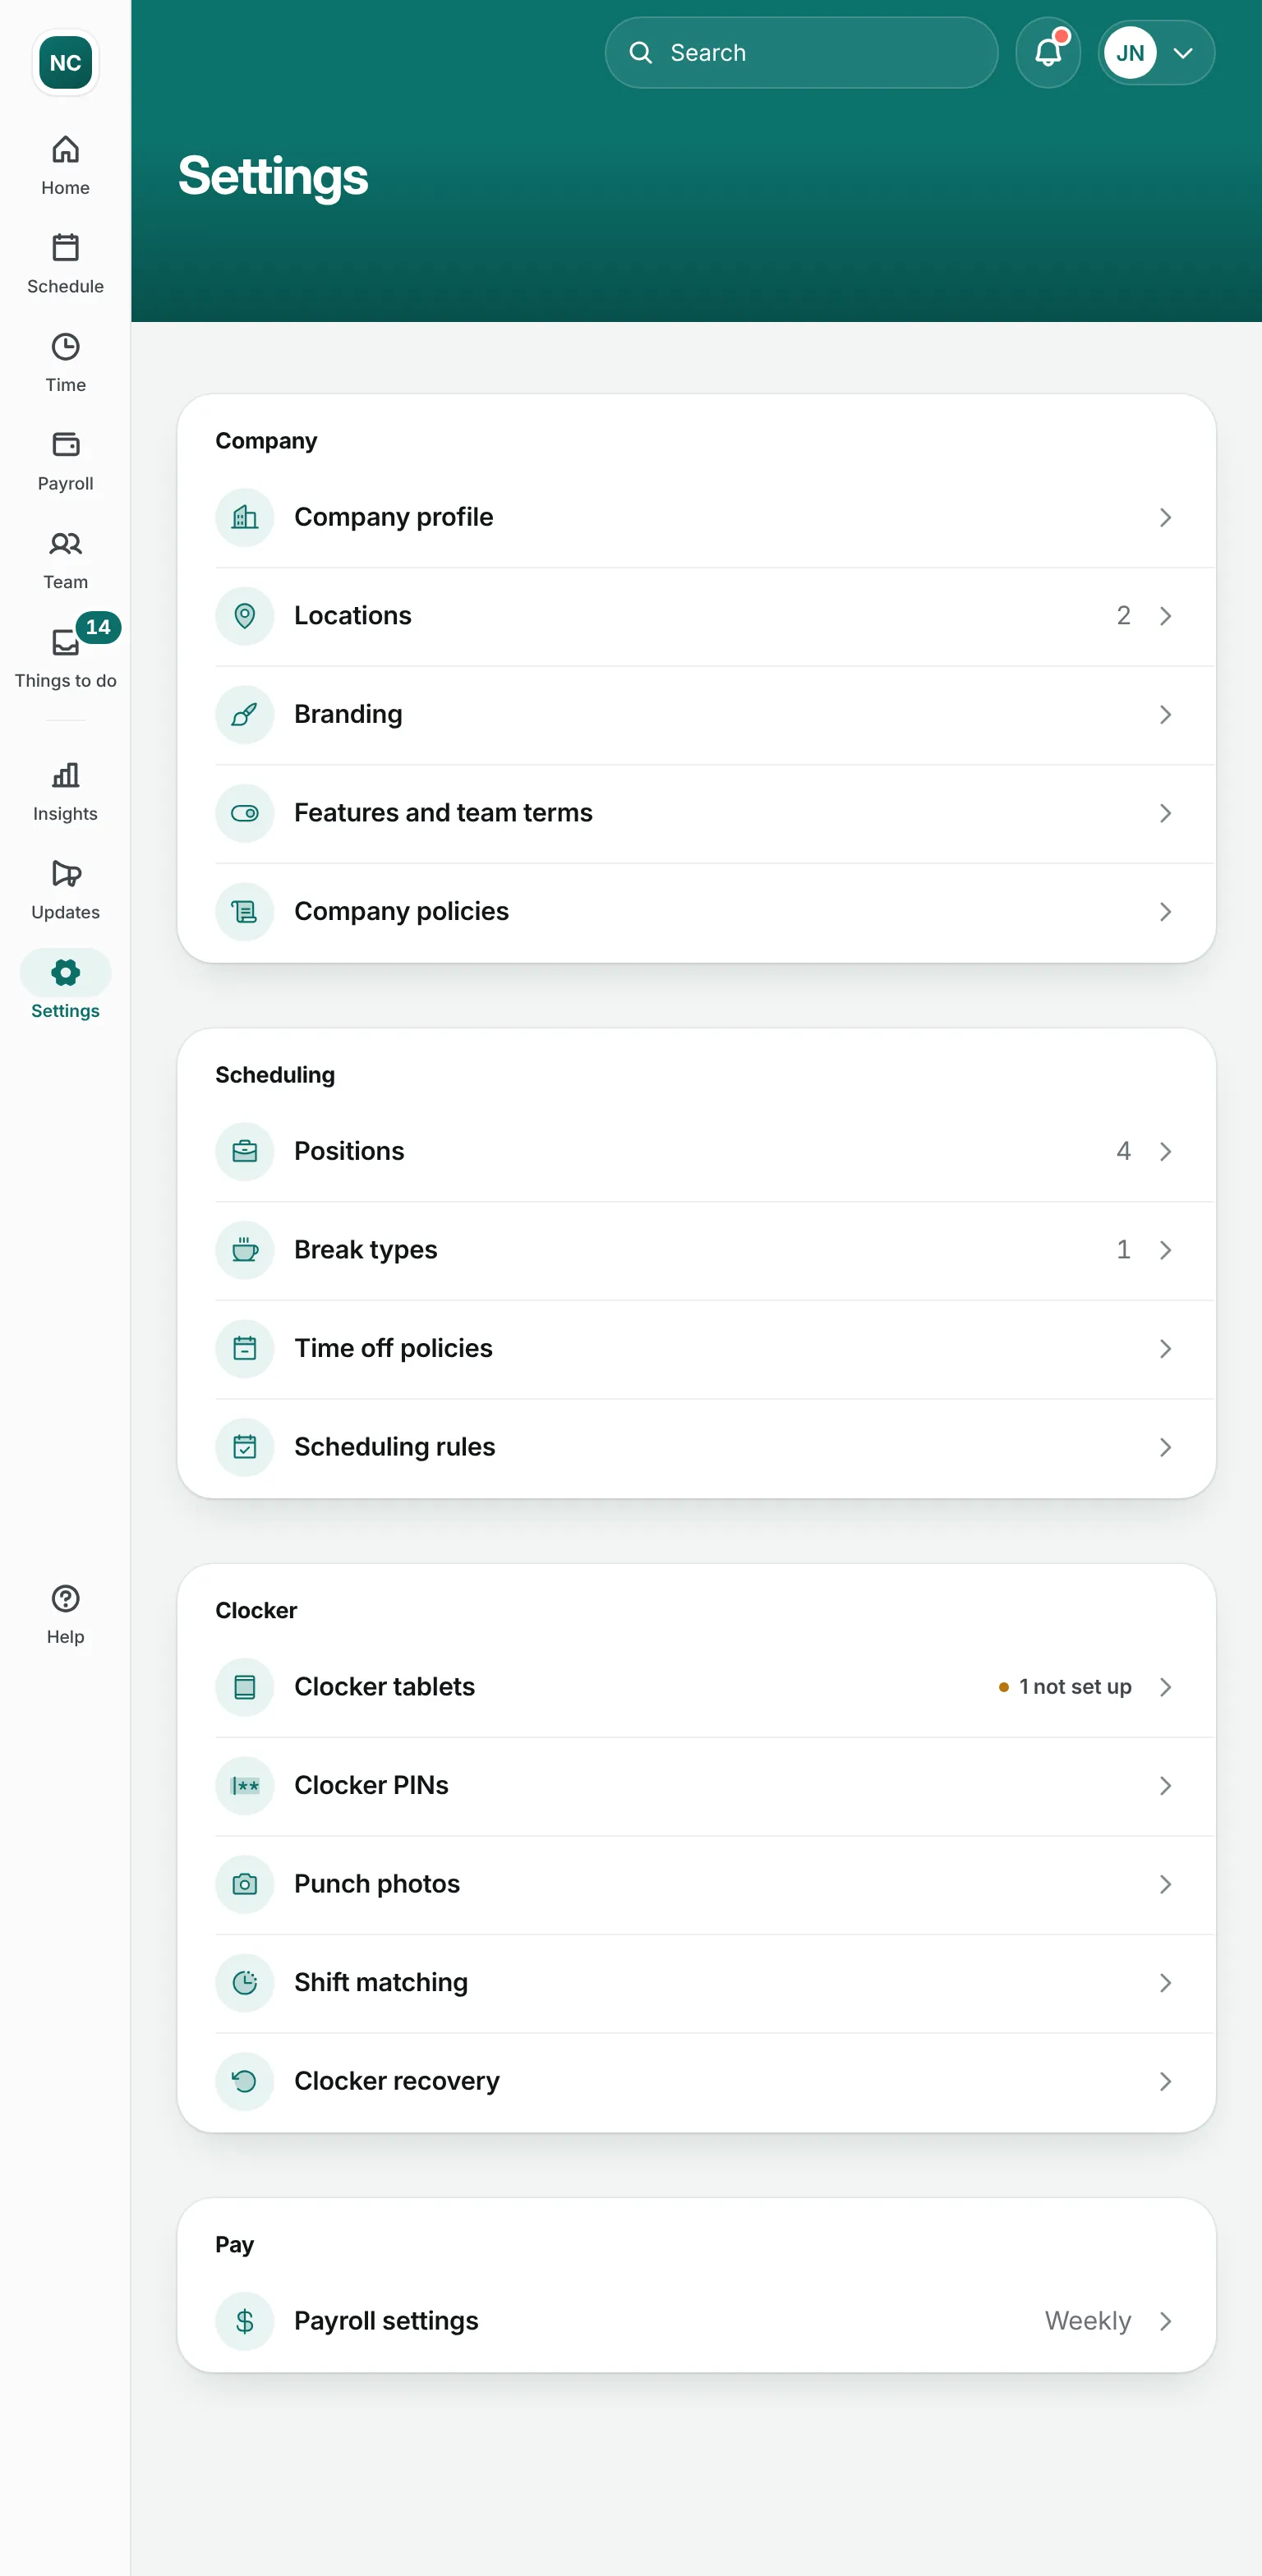 NC
Search
JN
Home
Settings
Schedule
Time
Payroll
Team
14
Things to do
Insights
Updates
Settings
Help
Company
Company profile
Locations 2
Branding
Features and team terms
Company policies
Scheduling
Positions 4
Break types 1
Time off policies
Scheduling rules
Clocker
Clocker tablets 1 not set up
Clocker PINs
Punch photos
Shift matching
Clocker recovery
Pay
$
Payroll settings Weekly